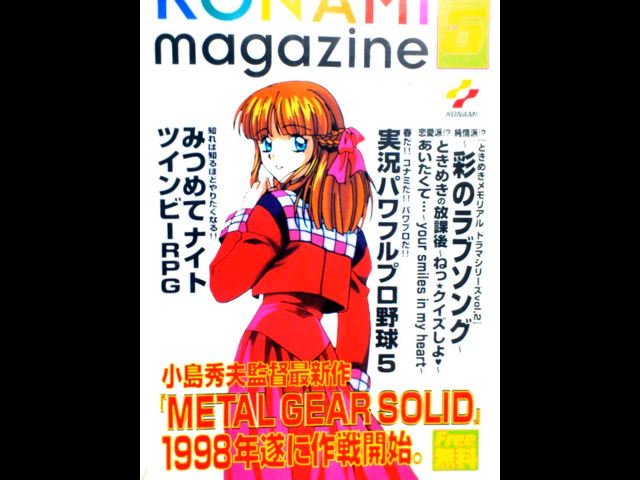 KONAMI
magazine
6
KONAMI
恋愛派!? 純情派!?
[ときめきメモリアル ドラマシリーズvol.2]
~彩のラブソング~
ときめきの放課後~ねっ★クイズしよ♥~
あいたくて…~your smiles in my heart~
春だ!! コナミだ!! パワプロだ!!
実況パワフルプロ野球5
知れば知るほどやりたくなる!!
みつめてナイト
ツインビーRPG
小島秀夫監督最新作
『METAL GEAR SOLID』
1998年遂に作戦開始。
Free
無料